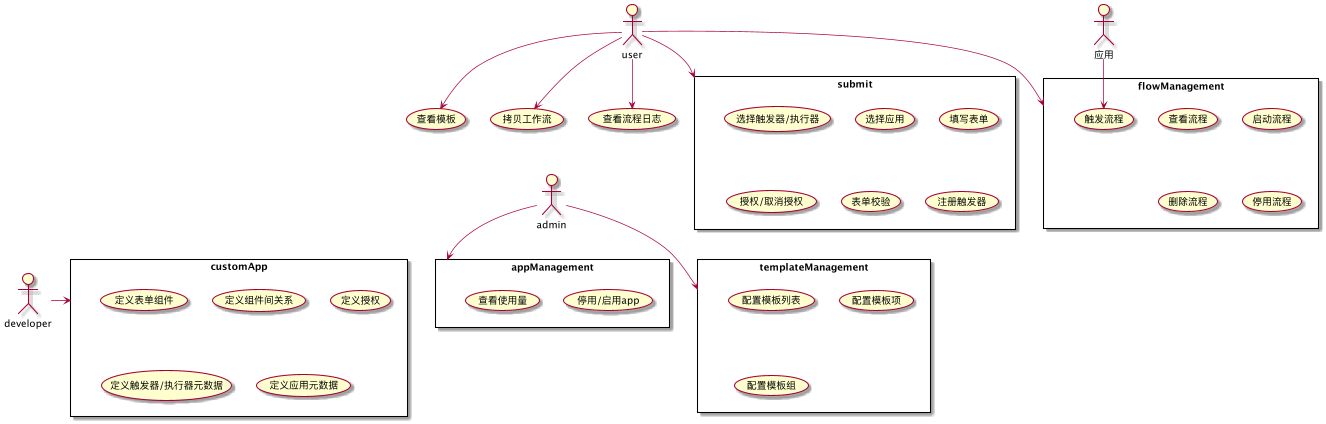 user
应用
查看模板
拷贝工作流
查看流程日志
submit
选择触发器/执行器
选择应用
填写表单
授权/取消授权
表单校验
注册触发器
flowManagement
触发流程
查看流程
启动流程
删除流程
停用流程
admin
developer
customApp
定义表单组件
定义组件间关系
定义授权
定义触发器/执行器元数据
定义应用元数据
appManagement
查看使用量
停用/启用app
templateManagement
配置模板列表
配置模板项
配置模板组